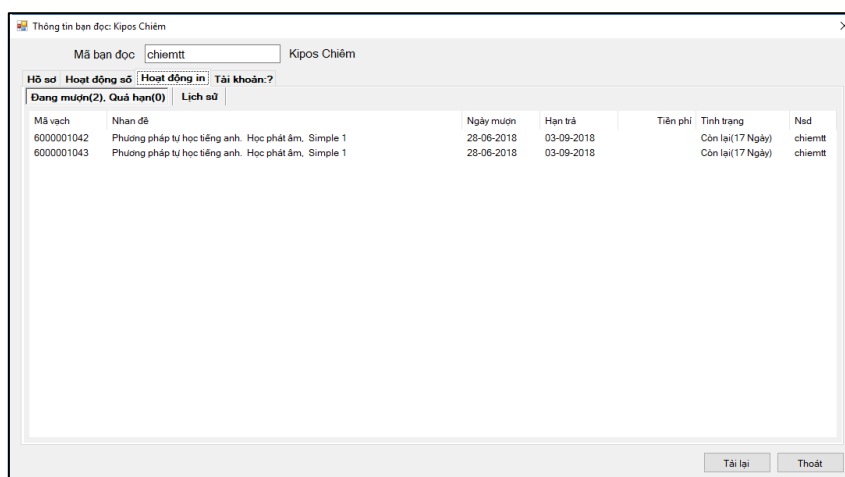 Thông tin bạn đọc: Kipos Chiêm
Mã bạn đọc chiemtt Kipos Chiêm
Hồ sơ Hoạt động số Hoạt động in Tài khoản:?
Đang mượn(2), Quá hạn(0) Lịch sử
Mã vạch Nhan đề Ngày mượn Hạn trả Tiền phí Tình trạng Nsd
6000001042 Phương pháp tự học tiếng anh. Học phát âm, Simple 1 28-06-2018 03-09-2018 Còn lại(17 Ngày) chiemtt
6000001043 Phương pháp tự học tiếng anh. Học phát âm, Simple 1 28-06-2018 03-09-2018 Còn lại(17 Ngày) chiemtt
Tải lại Thoát